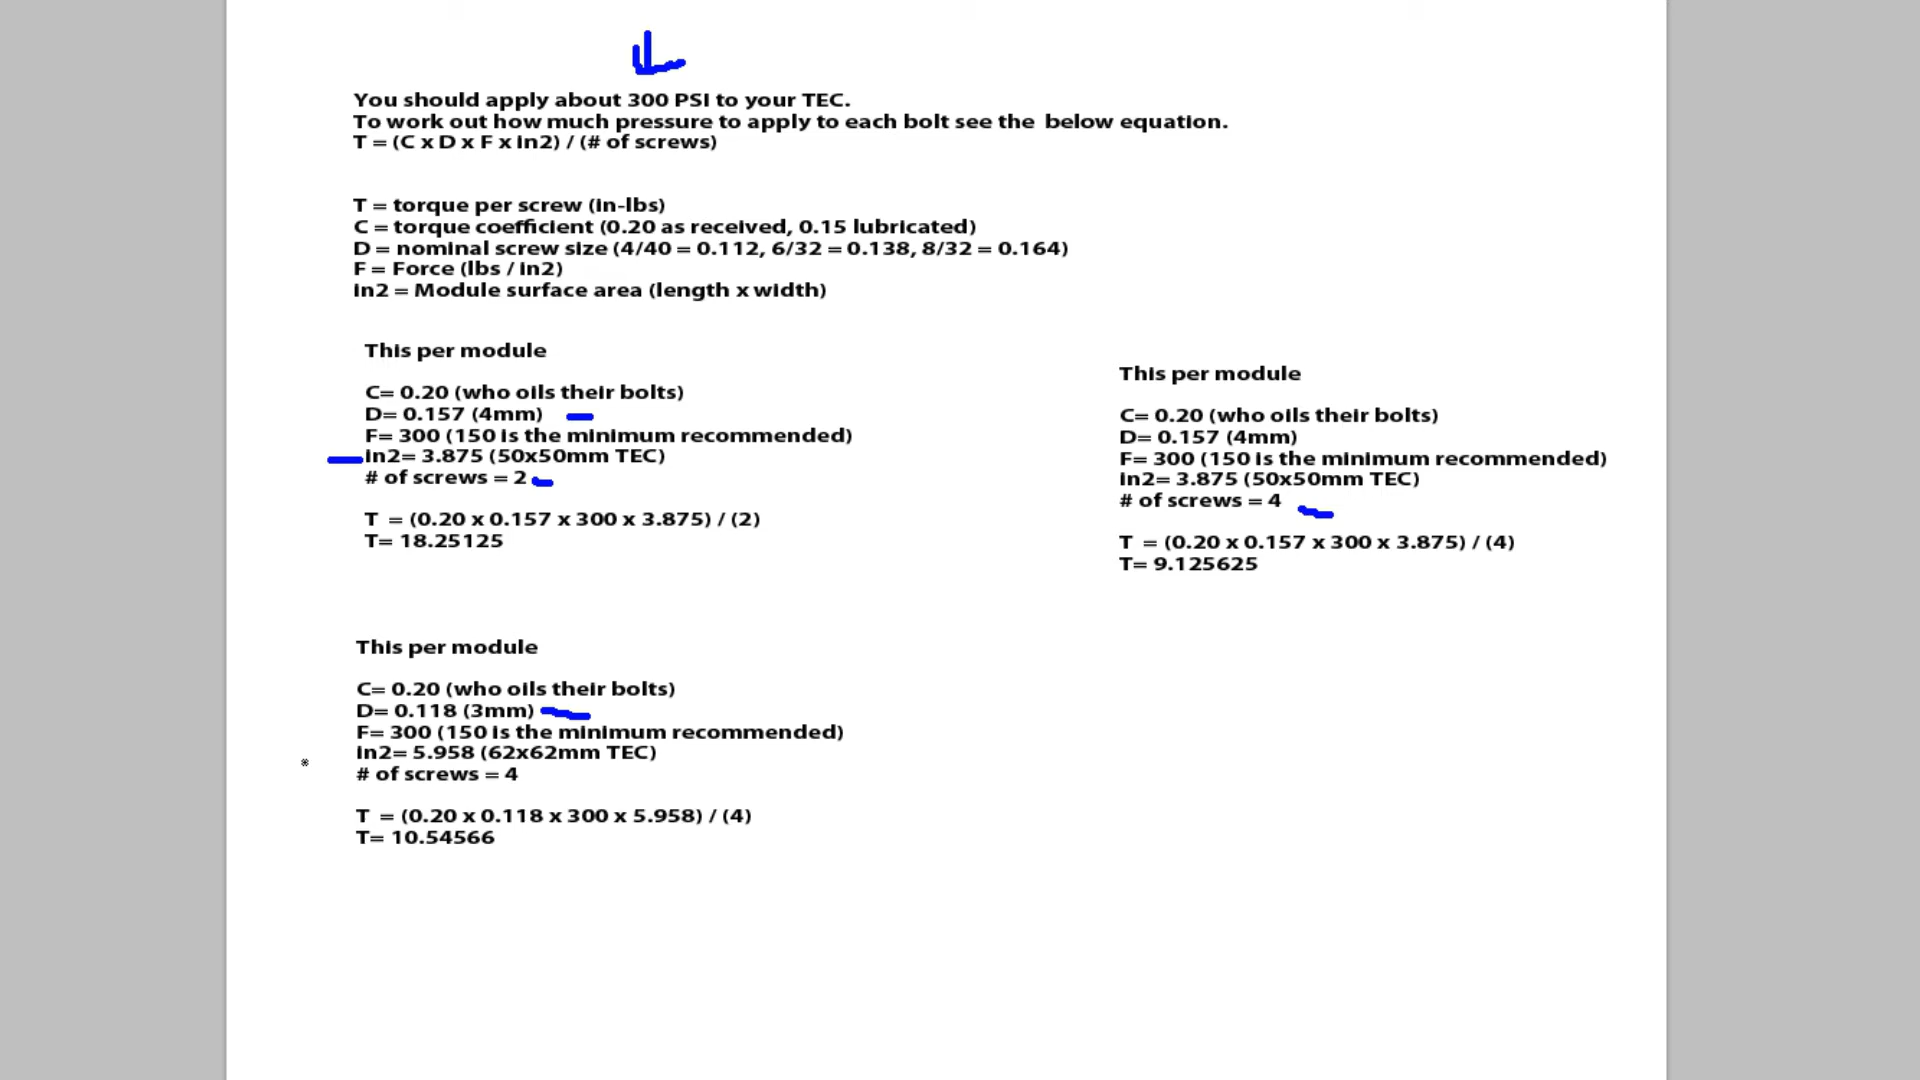 You should apply about 300 PSI to your TEC.
To work out how much pressure to apply to each bolt see the below equation.
T = (C x D x F x in2) / (# of screws)
T = torque per screw (in-lbs)
C = torque coefficient (0.20 as received, 0.15 lubricated)
D = nominal screw size (4/40 = 0.112, 6/32 = 0.138, 8/32 = 0.164)
F = Force (lbs / in2)
in2 = Module surface area (length x width)
This per module
C= 0.20 (who oils their bolts)
D= 0.157 (4mm)
F= 300 (150 is the minimum recommended)
in2= 3.875 (50x50mm TEC)
# of screws = 2
T = (0.20 x 0.157 x 300 x 3.875) / (2)
T= 18.25125
This per module
C= 0.20 (who oils their bolts)
D= 0.157 (4mm)
F= 300 (150 is the minimum recommended)
in2= 3.875 (50x50mm TEC)
# of screws = 4
T = (0.20 x 0.157 x 300 x 3.875) / (4)
T= 9.125625
This per module
C= 0.20 (who oils their bolts)
D= 0.118 (3mm)
F= 300 (150 is the minimum recommended)
in2= 5.958 (62x62mm TEC)
# of screws = 4
T = (0.20 x 0.118 x 300 x 5.958) / (4)
T= 10.54566